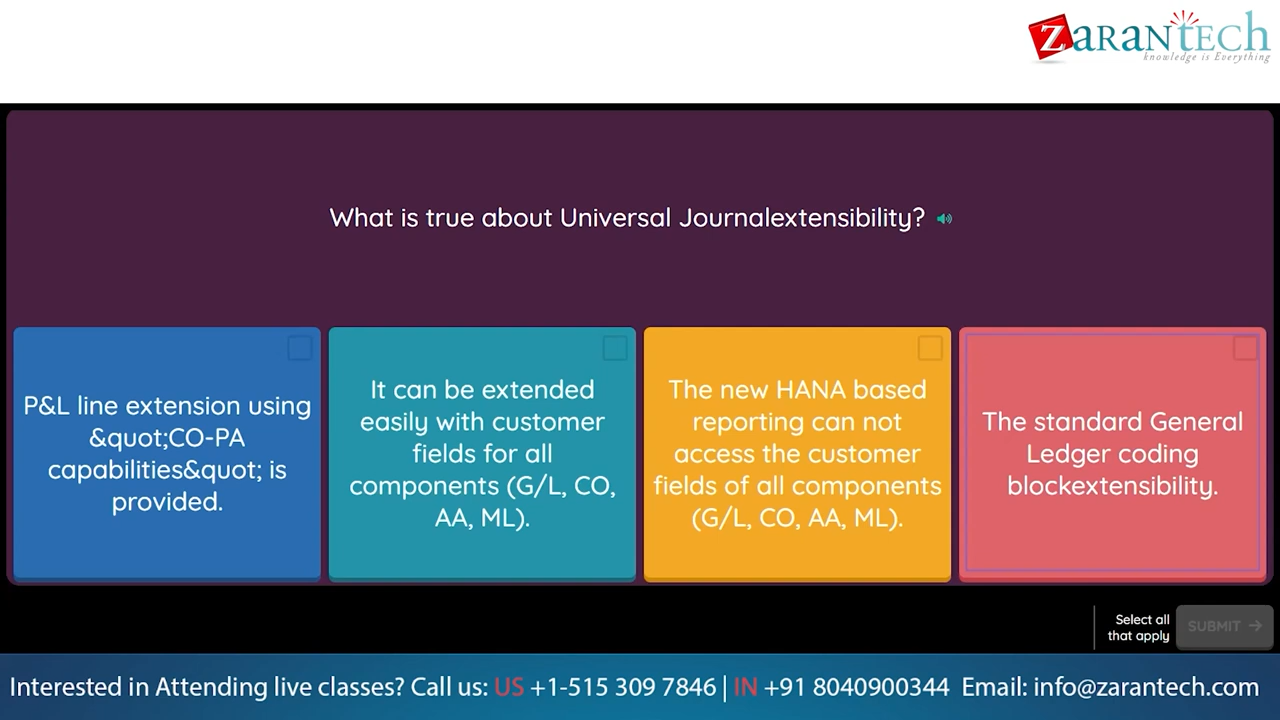 ZARANTECH
knowledge is Everything
What is true about Universal Journalextensibility?
P&L line extension using
&quot;CO-PA
capabilities&quot; is
provided.
It can be extended
easily with customer
fields for all
components (G/L, CO,
AA, ML).
The new HANA based
reporting can not
access the customer
fields of all components
(G/L, CO, AA, ML).
The standard General
Ledger coding
blockextensibility.
Select all
that apply
SUBMIT →
Interested in Attending live classes? Call us: US +1-515 309 7846 | IN +91 8040900344 Email: info@zarantech.com